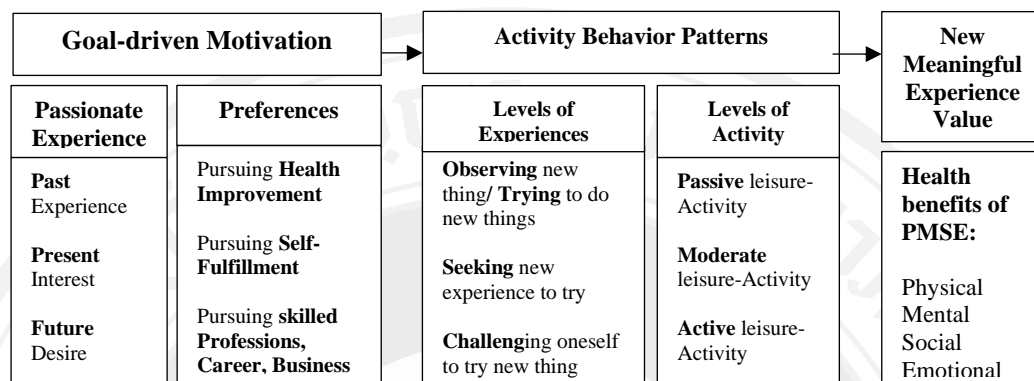 Goal-driven Motivation
Activity Behavior Patterns
New
Meaningful
Experience
Value
Passionate
Experience
Past
Experience
Present
Interest
Future
Desire
Preferences
Pursuing Health
Improvement
Pursuing Self-
Fulfillment
Pursuing skilled
Professions,
Career, Business
Levels of
Experiences
Observing new
thing/ Trying to do
new things
Seeking new
experience to try
Challenging oneself
to try new thing
Levels of
Activity
Passive leisure-
Activity
Moderate
leisure-Activity
Active leisure-
Activity
Health
benefits of
PMSE:
Physical
Mental
Social
Emotional